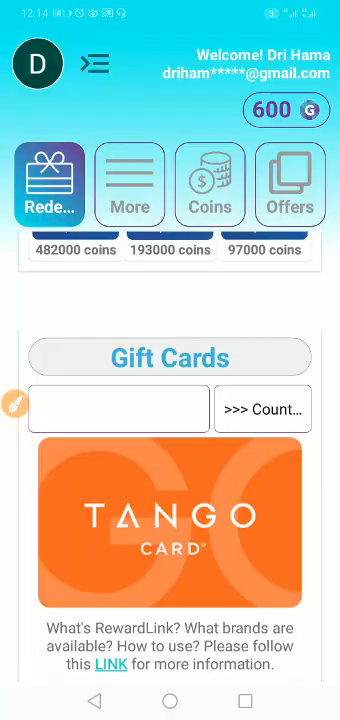 12:14
Welcome! Dri Hama
D
driham*****@gmail.com
600 G
Rede... More Coins Offers
482000 coins 193000 coins 97000 coins
Gift Cards
>>> Count...
TANGO
CARD®
What's RewardLink? What brands are
available? How to use? Please follow
this LINK for more information.